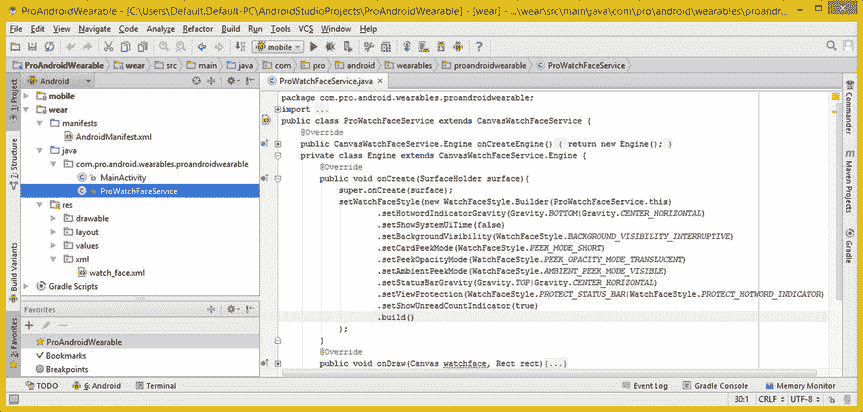 ProAndroidWearable - [C:\Users\Default.Default-PC\AndroidStudioProjects\ProAndroidWearable] - [wear] - ...\wear\src\main\java\com\pro\android\wearables\proandroidwearable\ProWatchFaceService.java
File Edit View Navigate Code Analyze Refactor Build Run Tools VCS Window Help
mobile
ProAndroidWearable wear src main java com pro android wearables proandroidwearable ProWatchFaceService
Android
ProWatchFaceService.java
1: Project
Z: Structure
Build Variants
2: Favorites
mobile
wear
manifests
AndroidManifest.xml
java
com.pro.android.wearables.proandroidwearable
MainActivity
ProWatchFaceService
res
drawable
layout
values
xml
watch_face.xml
Gradle Scripts
Favorites
ProAndroidWearable
Bookmarks
Breakpoints
package com.pro.android.wearables.proandroidwearable;
import ...
public class ProWatchFaceService extends CanvasWatchFaceService {
@Override
public CanvasWatchFaceService.Engine onCreateEngine() { return new Engine(); }
private class Engine extends CanvasWatchFaceService.Engine {
@Override
public void onCreate(SurfaceHolder surface){
super.onCreate(surface);
setWatchFaceStyle(new WatchFaceStyle.Builder(ProWatchFaceService.this)
.setHotwordIndicatorGravity(Gravity.BOTTOM|Gravity.CENTER_HORIZONTAL)
.setShowSystemUiTime(false)
.setBackgroundVisibility(WatchFaceStyle.BACKGROUND_VISIBILITY_INTERRUPTIVE)
.setCardPeekMode(WatchFaceStyle.PEEK_MODE_SHORT)
.setPeekOpacityMode(WatchFaceStyle.PEEK_OPACITY_MODE_TRANSLUCENT)
.setAmbientPeekMode(WatchFaceStyle.AMBIENT_PEEK_MODE_VISIBLE)
.setStatusBarGravity(Gravity.TOP|Gravity.CENTER_HORIZONTAL)
.setViewProtection(WatchFaceStyle.PROTECT_STATUS_BAR|WatchFaceStyle.PROTECT_HOTWORD_INDICATOR)
.setShowUnreadCountIndicator(true)
.build()
);
}
@Override
public void onDraw(Canvas watchface, Rect rect){...}
Commander
m Maven Projects
Gradle
TODO 6: Android Terminal Event Log Gradle Console Memory Monitor
30:1 CRLF UTF-8